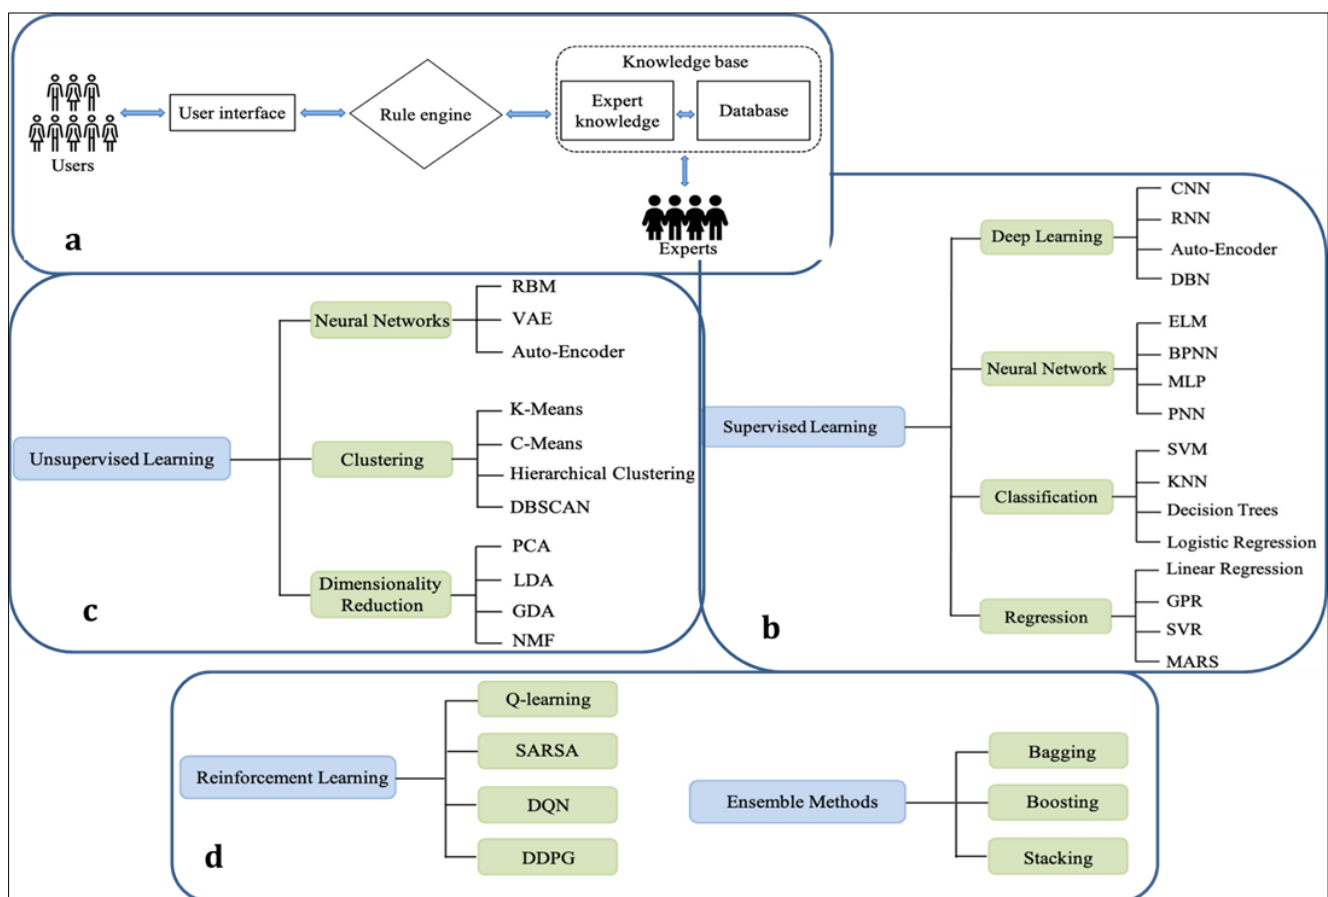 Users
User interface
Rule engine
Knowledge base
Expert
knowledge
Database
Experts
a
Supervised Learning
Deep Learning
CNN
RNN
Auto-Encoder
DBN
Neural Network
ELM
BPNN
MLP
PNN
Classification
SVM
KNN
Decision Trees
Logistic Regression
Regression
Linear Regression
GPR
SVR
MARS
b
Unsupervised Learning
Neural Networks
RBM
VAE
Auto-Encoder
Clustering
K-Means
C-Means
Hierarchical Clustering
DBSCAN
Dimensionality
Reduction
PCA
LDA
GDA
NMF
c
Reinforcement Learning
Q-learning
SARSA
DQN
DDPG
Ensemble Methods
Bagging
Boosting
Stacking
d